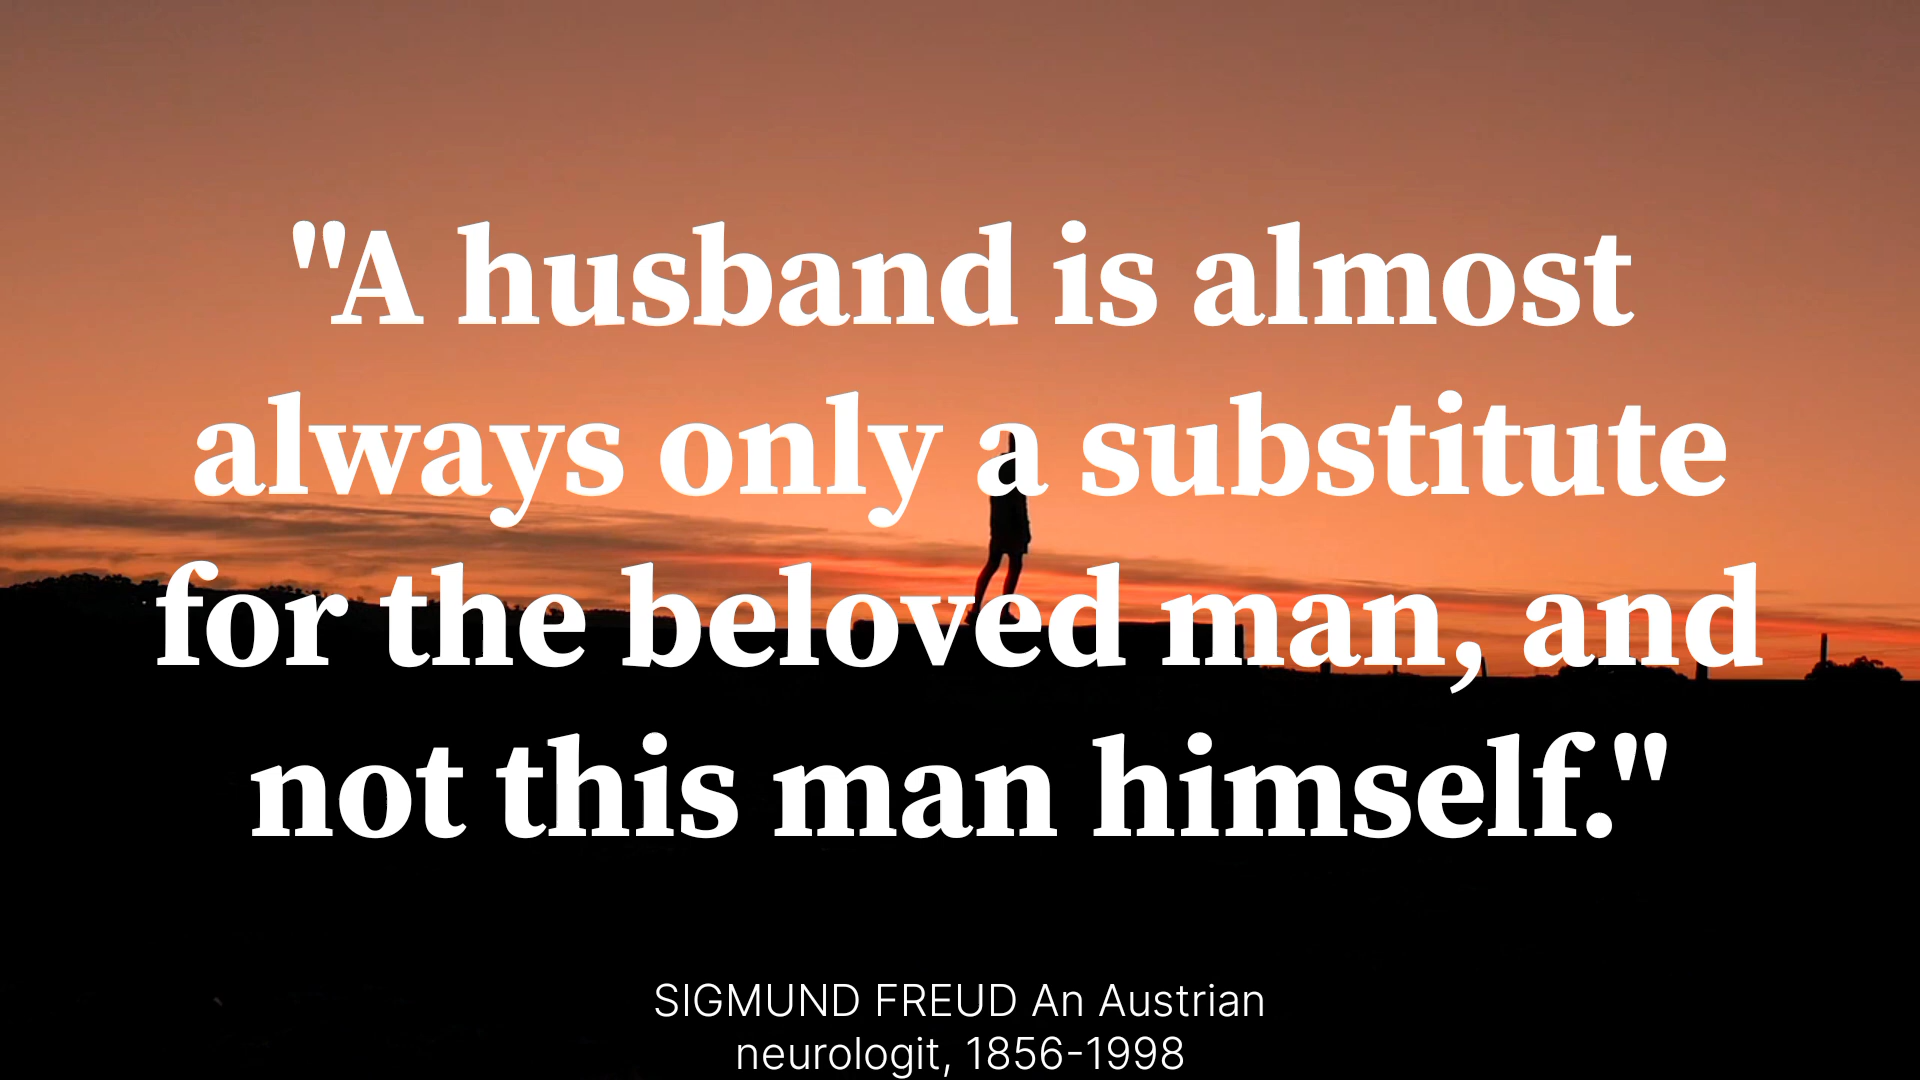 "A husband is almost
always only a substitute
for the beloved man, and
not this man himself."
SIGMUND FREUD An Austrian
neurologit, 1856-1998